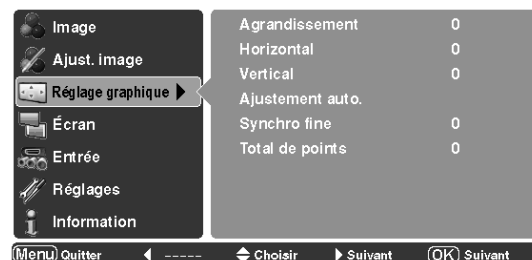 Image
Ajust. image
Réglage graphique
Écran
Entrée
Réglages
Information
Agrandissement 0
Horizontal 0
Vertical 0
Ajustement auto.
Synchro fine 0
Total de points 0
Menu Quitter ----- Choisir Suivant OK Suivant